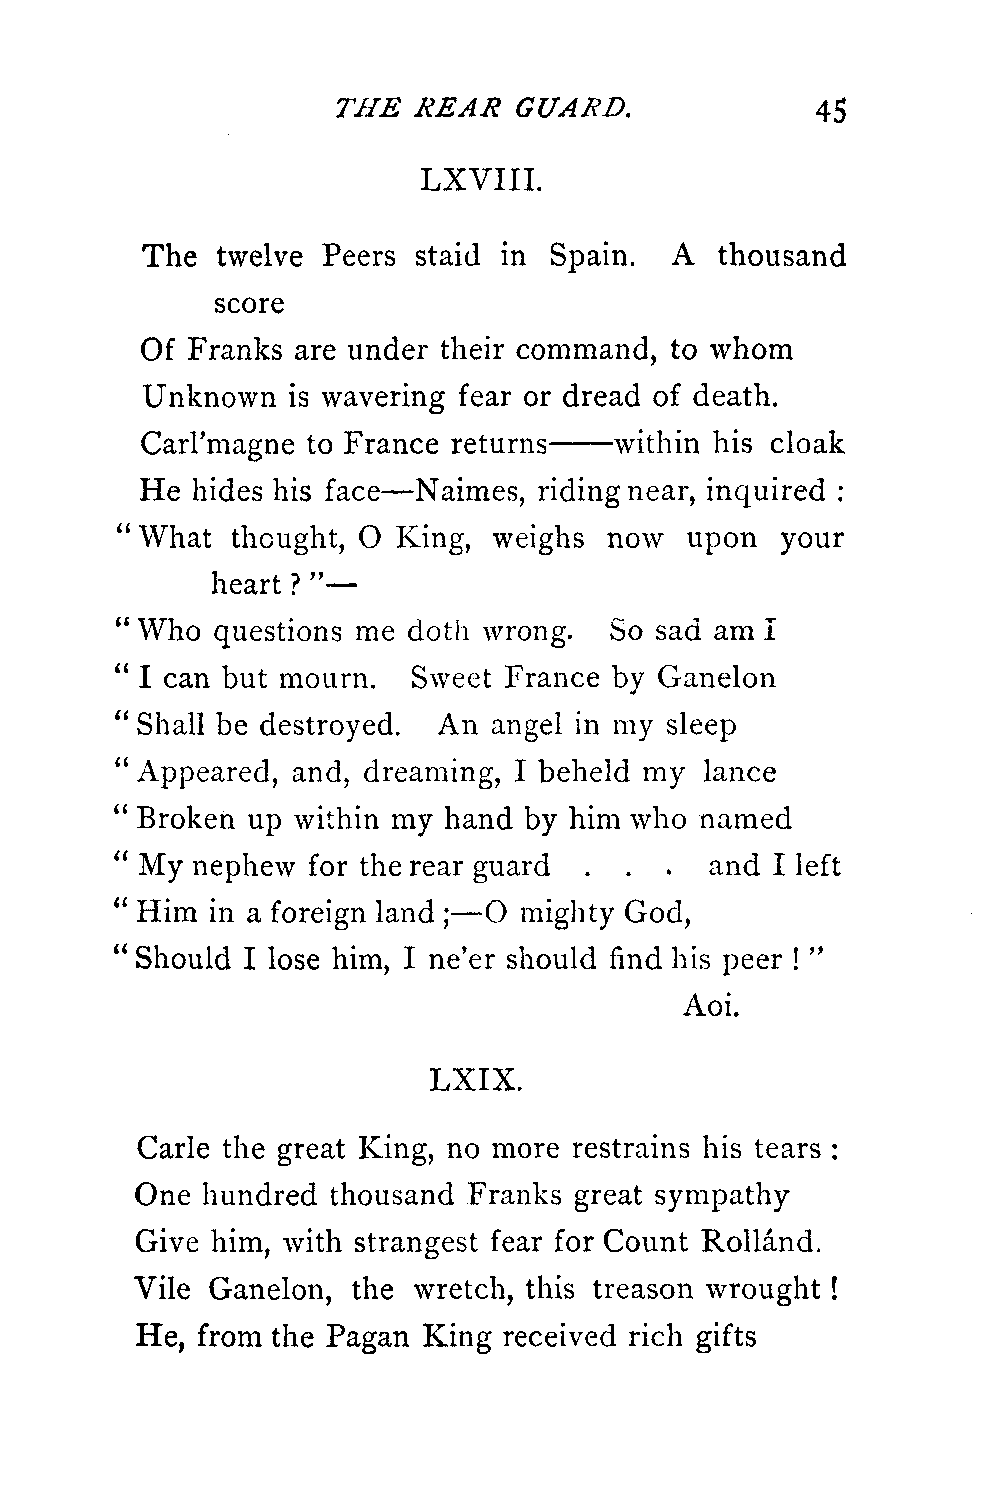 THE REAR GUARD. 45
LXVIII.
The twelve Peers staid in Spain. A thousand
score
Of Franks are under their command, to whom
Unknown is wavering fear or dread of death.
Carl'magne to France returns——within his cloak
He hides his face—Naimes, riding near, inquired :
“ What thought, O King, weighs now upon your
heart ? ”—
“ Who questions me doth wrong. So sad am I
“ I can but mourn. Sweet France by Ganelon
“ Shall be destroyed. An angel in my sleep
“ Appeared, and, dreaming, I beheld my lance
“ Broken up within my hand by him who named
“ My nephew for the rear guard . . . and I left
“ Him in a foreign land ;—O mighty God,
“ Should I lose him, I ne'er should find his peer ! ”
Aoi.
LXIX.
Carle the great King, no more restrains his tears :
One hundred thousand Franks great sympathy
Give him, with strangest fear for Count Rollánd.
Vile Ganelon, the wretch, this treason wrought !
He, from the Pagan King received rich gifts